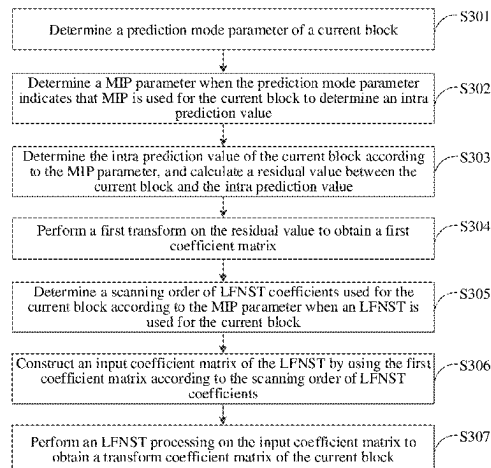 Determine a prediction mode parameter of a current block
S301
Determine a MIP parameter when the prediction mode parameter
indicates that MIP is used for the current block to determine an intra
prediction value
S302
Determine the intra prediction value of the current block according
to the MIP parameter, and calculate a residual value between the
current block and the intra prediction value
S303
Perform a first transform on the residual value to obtain a first
coefficient matrix
S304
Determine a scanning order of LFNST coefficients used for the
current block according to the MIP parameter when an LFNST is
used for the current block
S305
Construct an input coefficient matrix of the LFNST by using the first
coefficient matrix according to the scanning order of LFNST
coefficients
S306
Perform an LFNST processing on the input coefficient matrix to
obtain a transform coefficient matrix of the current block
S307